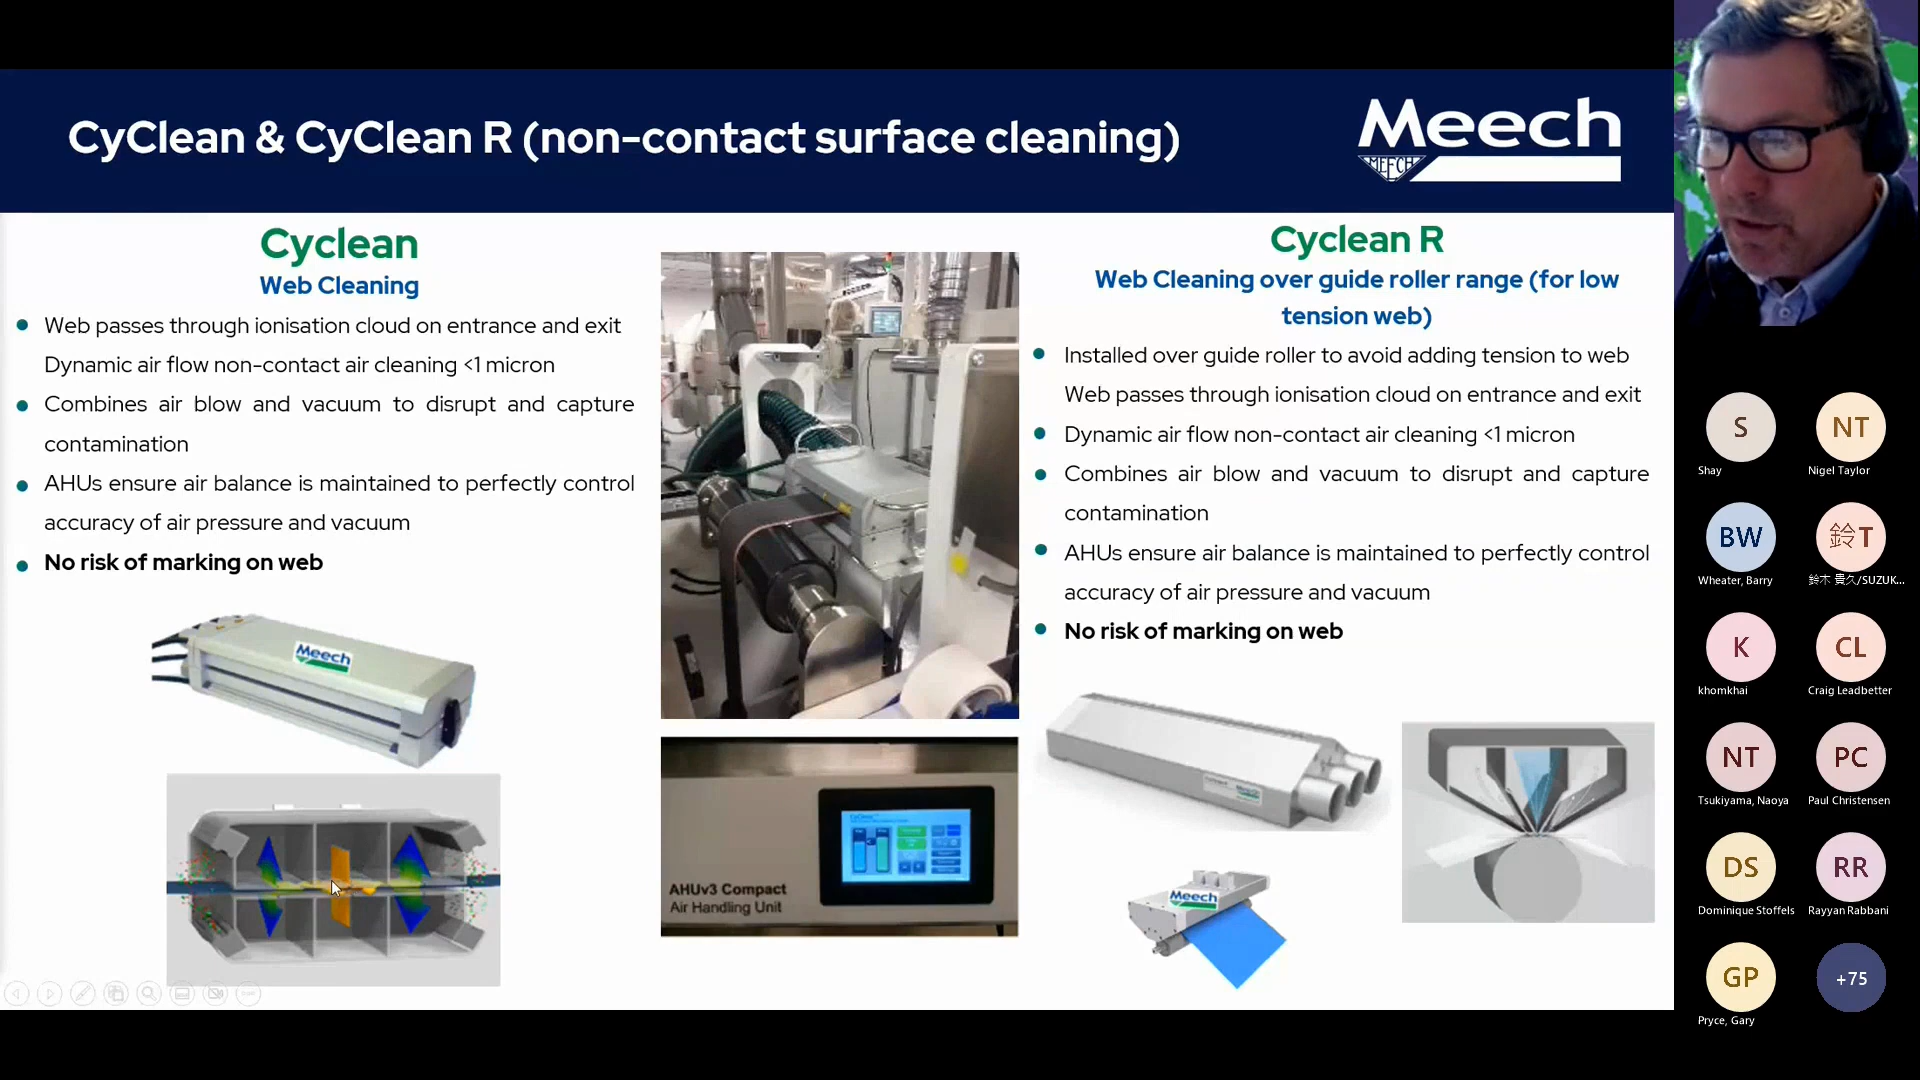 CyClean & CyClean R (non-contact surface cleaning)
Meech
MEECH
Cyclean
Web Cleaning
Web passes through ionisation cloud on entrance and exit
Dynamic air flow non-contact air cleaning <1 micron
Combines air blow and vacuum to disrupt and capture
contamination
AHUs ensure air balance is maintained to perfectly control
accuracy of air pressure and vacuum
No risk of marking on web
Meech
AHUv3 Compact
Air Handling Unit
Cyclean R
Web Cleaning over guide roller range (for low
tension web)
Installed over guide roller to avoid adding tension to web
Web passes through ionisation cloud on entrance and exit
Dynamic air flow non-contact air cleaning <1 micron
Combines air blow and vacuum to disrupt and capture
contamination
AHUs ensure air balance is maintained to perfectly control
accuracy of air pressure and vacuum
No risk of marking on web
Meech
S
Shay
NT
Nigel Taylor
BW
Wheater, Barry
鈴T
鈴木 貴久/SUZUK...
K
khomkhai
CL
Craig Leadbetter
NT
Tsukiyama, Naoya
PC
Paul Christensen
DS
Dominique Stoffels
RR
Rayyan Rabbani
GP
Pryce, Gary
+75